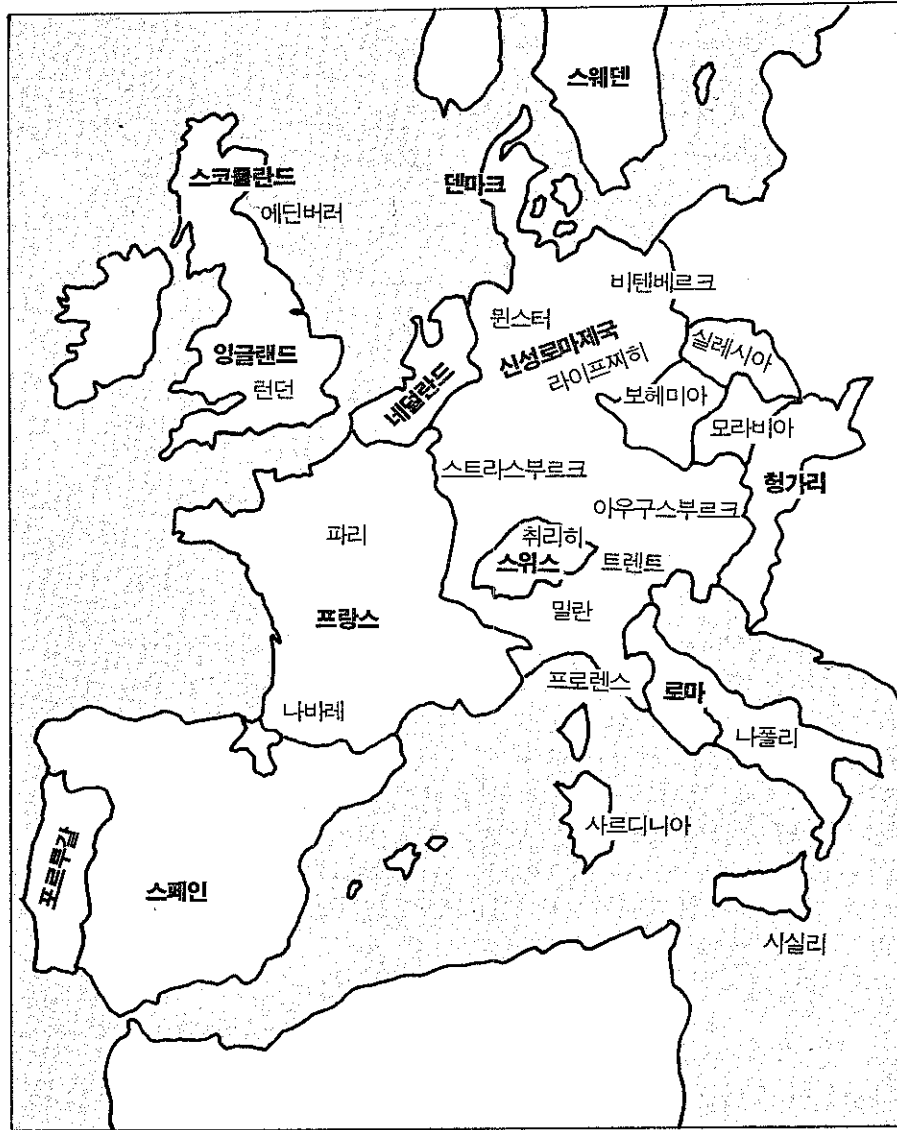 스웨덴
스코틀란드
덴마크
에딘버러
비텐베르크
뮌스터
실레시아
신성로마제국
잉글랜드
라이프찌히
런던
네덜란드
보헤미아
모라비아
스트라스부르크
헝가리
아우구스부르크
파리
취리히
스위스
트렌트
밀란
프랑스
프로렌스
로마
나바레
나폴리
사르디니아
포르투갈
스페인
사실리